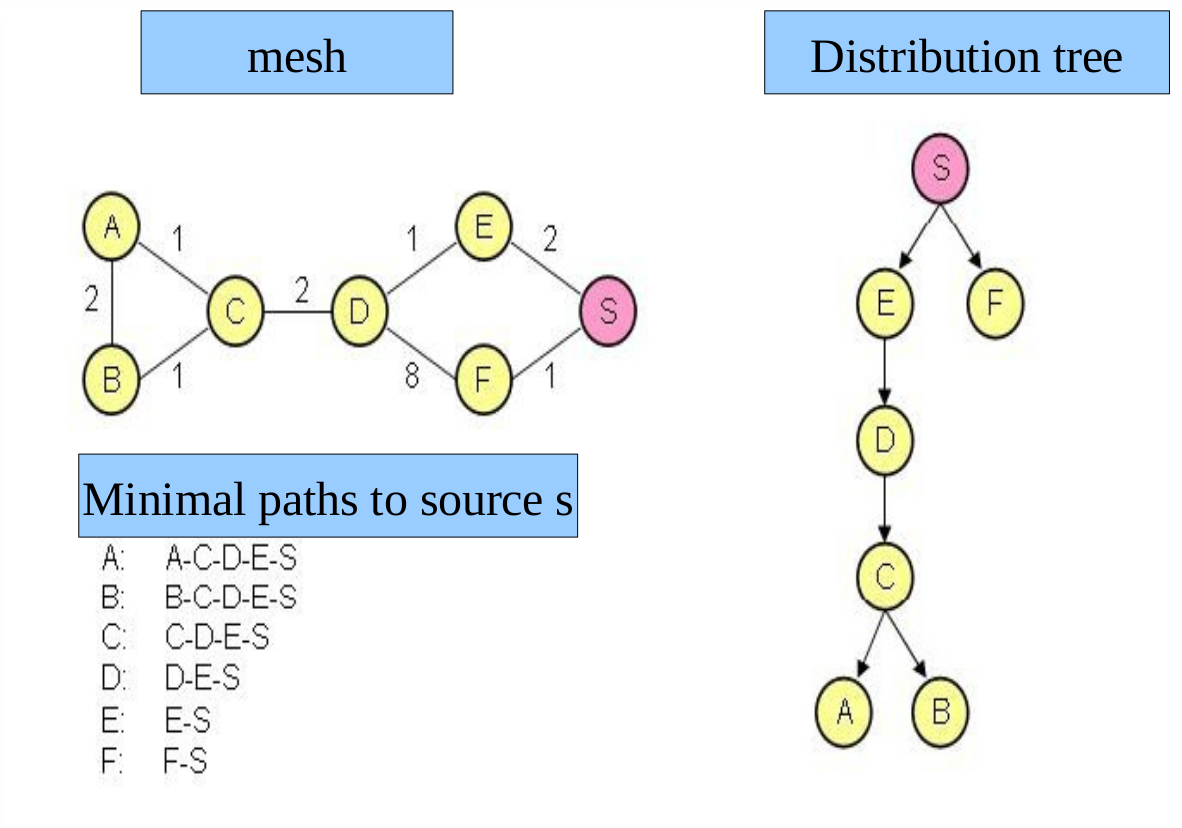 mesh
Distribution tree
A
1
2
C
B
1
2
D
1
E
2
S
8
F
1
Minimal paths to source s
A: A-C-D-E-S
B: B-C-D-E-S
C: C-D-E-S
D: D-E-S
E: E-S
F: F-S
S
E
F
D
C
A
B